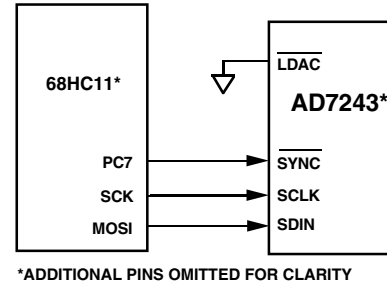 68HC11*
PC7
SCK
MOSI
LDAC
AD7243*
SYNC
SCLK
SDIN
*ADDITIONAL PINS OMITTED FOR CLARITY